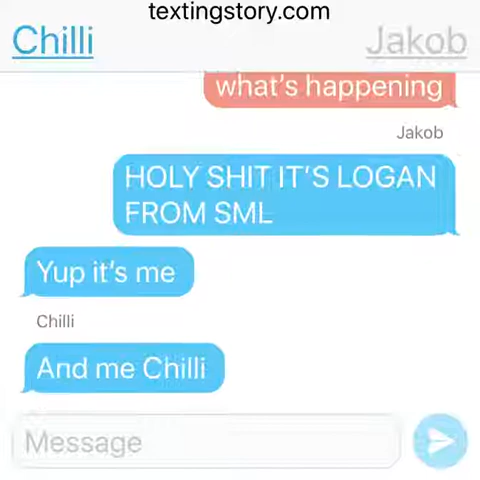 textingstory.com
Chilli
Jakob
what's happening
Jakob
HOLY SHIT IT'S LOGAN
FROM SML
Yup it's me
Chilli
And me Chilli
Message